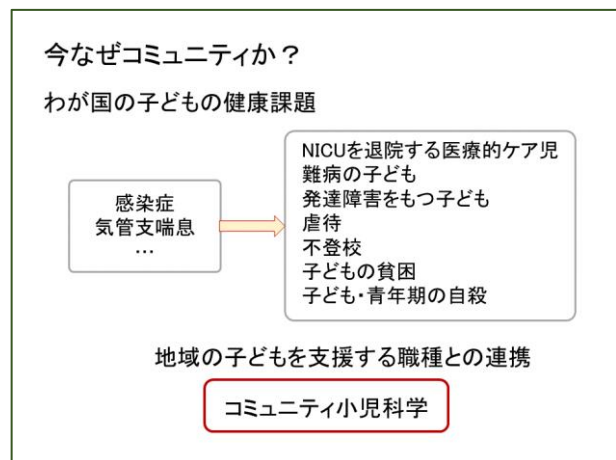 今なぜコミュニティか？
わが国の子どもの健康課題
感染症
気管支喘息
…
NICUを退院する医療的ケア児
難病の子ども
発達障害をもつ子ども
虐待
不登校
子どもの貧困
子ども・青年期の自殺
地域の子どもを支援する職種との連携
コミュニティ小児科学